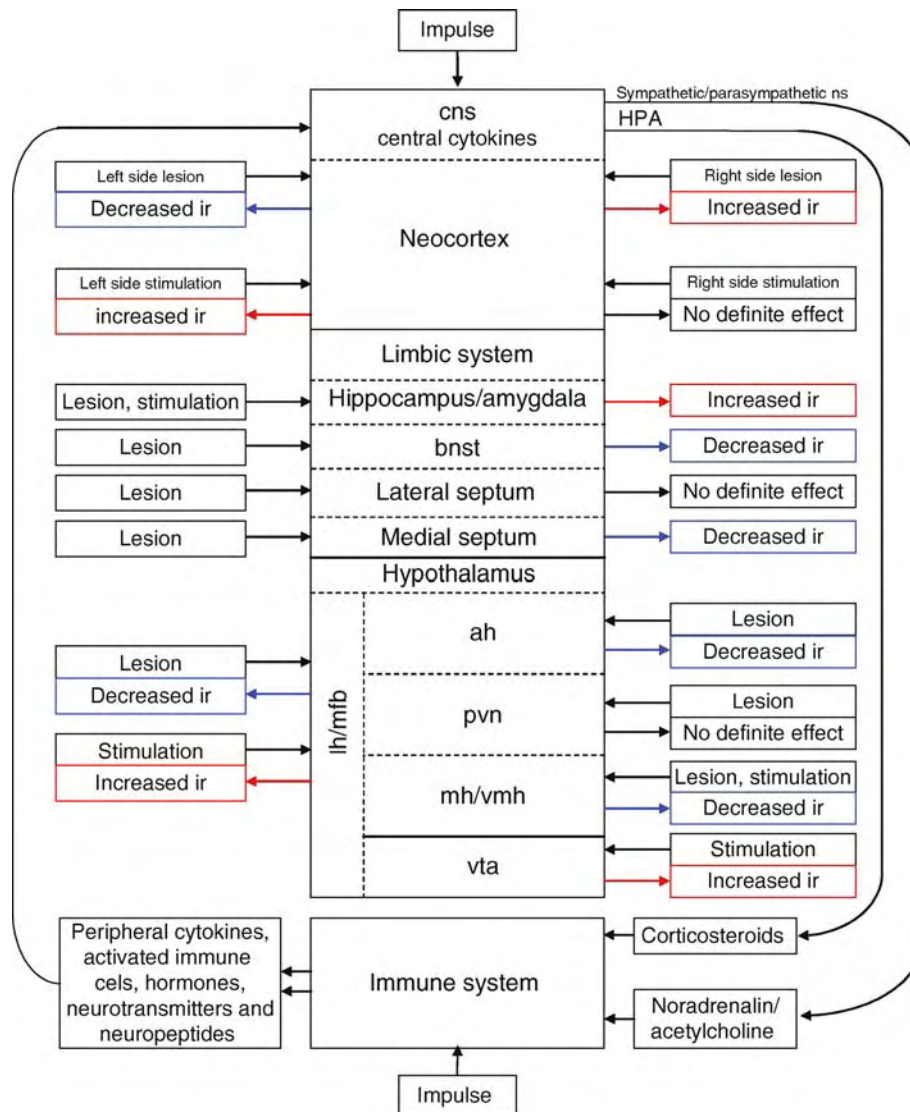 Impulse
cns
central cytokines
Sympathetic/parasympathetic ns
HPA
Left side lesion
Decreased ir
Right side lesion
Increased ir
Neocortex
Left side stimulation
increased ir
Right side stimulation
No definite effect
Limbic system
Lesion, stimulation
Hippocampus/amygdala
Increased ir
Lesion
bnst
Decreased ir
Lesion
Lateral septum
No definite effect
Lesion
Medial septum
Decreased ir
Hypothalamus
lh/mfb
ah
Lesion
Decreased ir
Lesion
Decreased ir
pvn
Lesion
No definite effect
Stimulation
Increased ir
mh/vmh
Lesion, stimulation
Decreased ir
vta
Stimulation
Increased ir
Peripheral cytokines,
activated immune
cels, hormones,
neurotransmitters and
neuropeptides
Immune system
Corticosteroids
Noradrenalin/
acetylcholine
Impulse